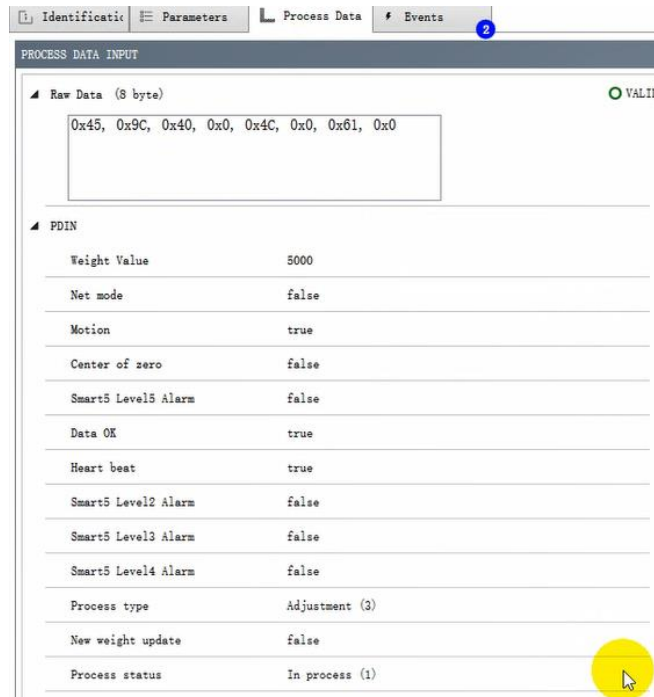 Identificatic Parameters Process Data Events
2
PROCESS DATA INPUT
Raw Data (8 byte) VALI
0x45, 0x9C, 0x40, 0x0, 0x4C, 0x0, 0x61, 0x0
PDIN
Weight Value 5000
Net mode false
Motion true
Center of zero false
Smart5 Level5 Alarm false
Data OK true
Heart beat true
Smart5 Level2 Alarm false
Smart5 Level3 Alarm false
Smart5 Level4 Alarm false
Process type Adjustment (3)
New weight update false
Process status In process (1)